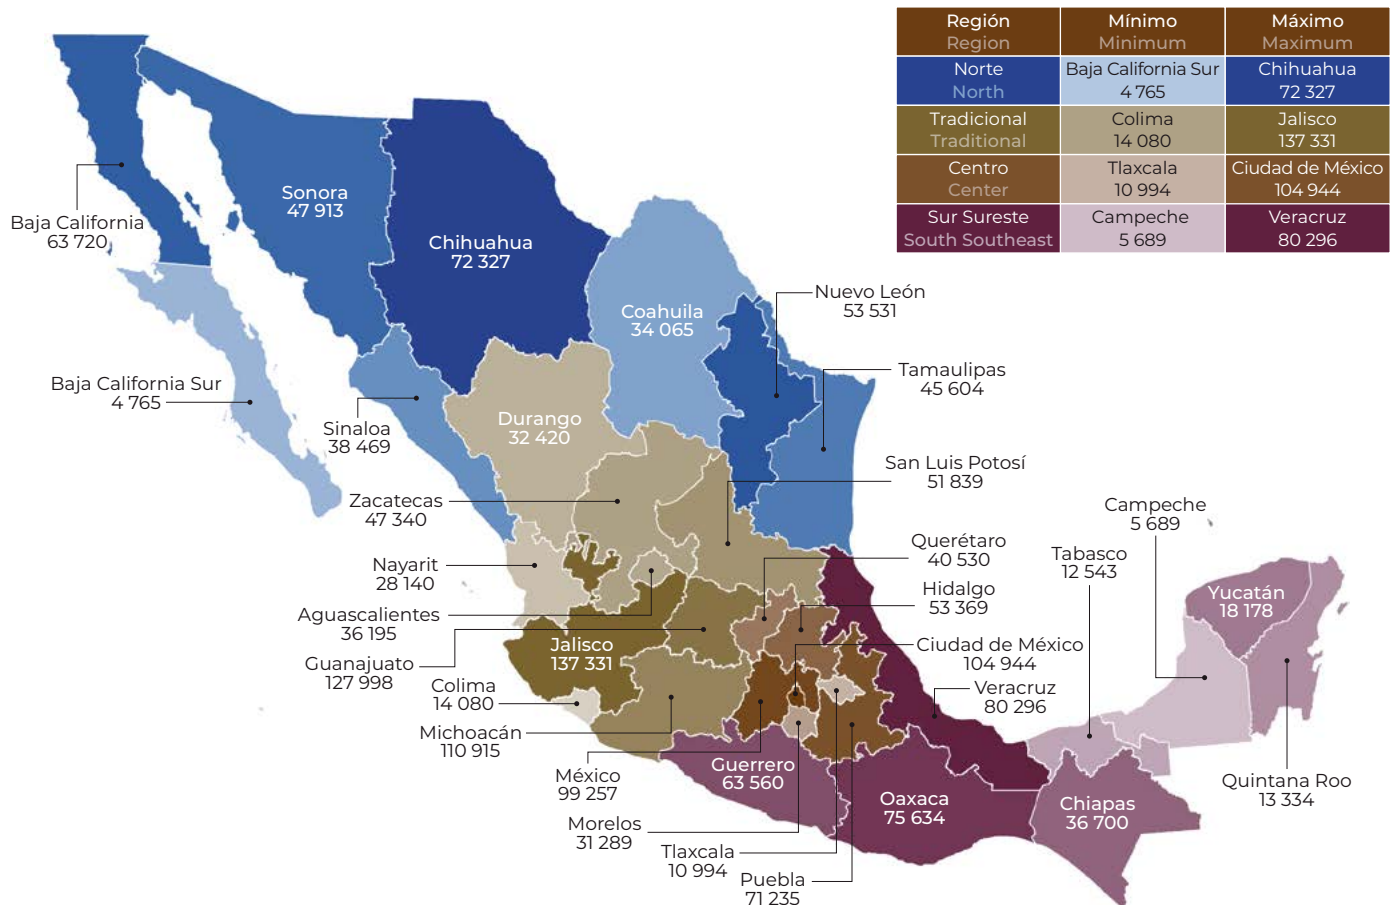 Región Mínimo Máximo
Region Minimum Maximum
Norte Baja California Sur Chihuahua
North 4 765 72 327
Tradicional Colima Jalisco
Traditional 14 080 137 331
Centro Tlaxcala Ciudad de México
Center 10 994 104 944
Sur Sureste Campeche Veracruz
South Southeast 5 689 80 296
Baja California
63 720
Sonora
47 913
Chihuahua
72 327
Coahuila
34 065
Nuevo León
53 531
Tamaulipas
45 604
Baja California Sur
4 765
Sinaloa
38 469
Durango
32 420
San Luis Potosí
51 839
Zacatecas
47 340
Campeche
5 689
Querétaro
40 530
Tabasco
12 543
Nayarit
28 140
Hidalgo
53 369
Yucatán
18 178
Aguascalientes
36 195
Jalisco
137 331
Ciudad de México
104 944
Guanajuato
127 998
Colima
14 080
Veracruz
80 296
Michoacán
110 915
Guerrero
63 560
México
99 257
Quintana Roo
13 334
Oaxaca
75 634
Chiapas
36 700
Morelos
31 289
Tlaxcala
10 994
Puebla
71 235